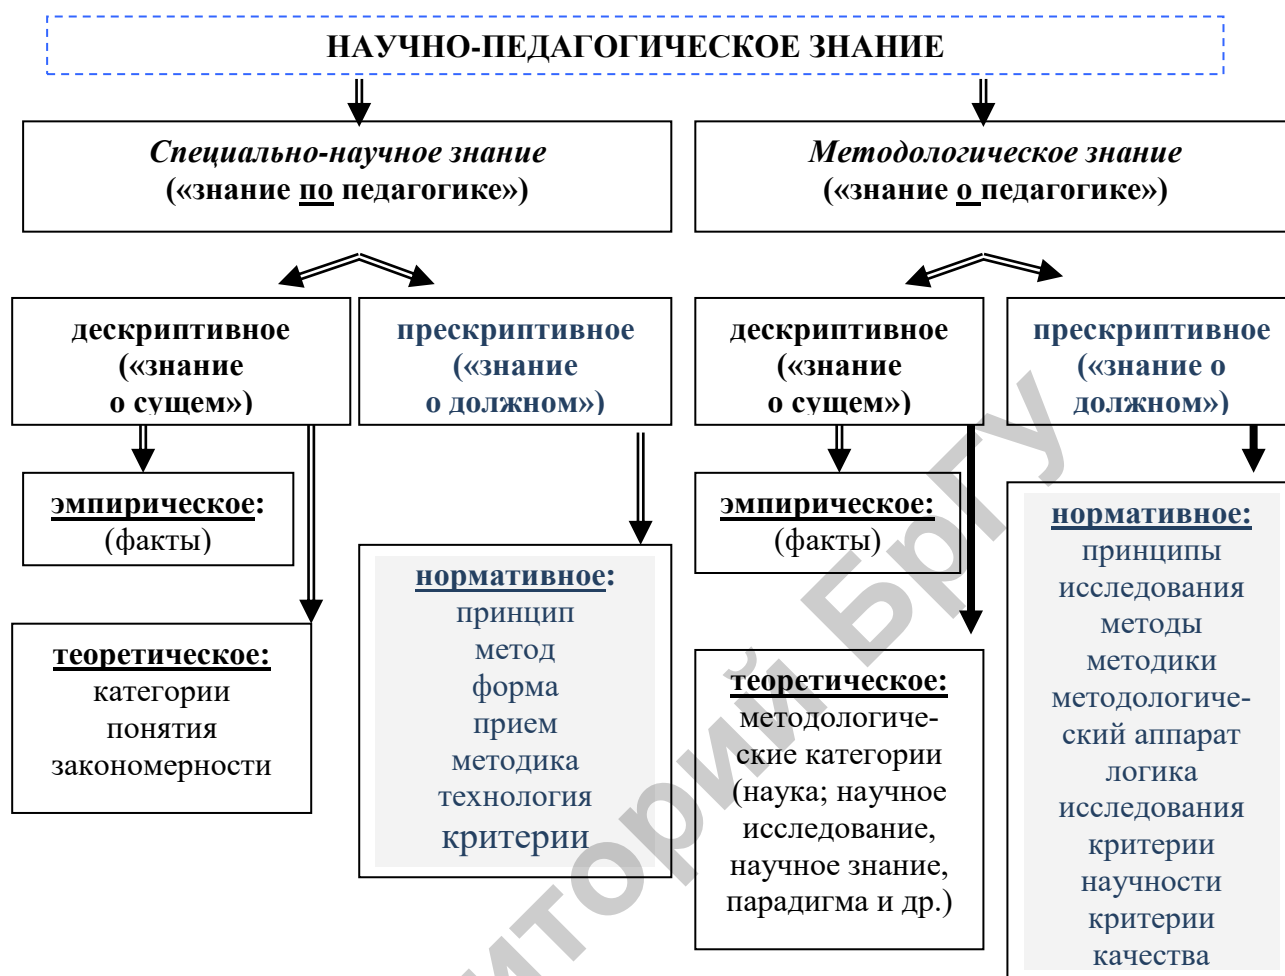 НАУЧНО-ПЕДАГОГИЧЕСКОЕ ЗНАНИЕ
Специально-научное знание
(«знание по педагогике»)
Методологическое знание
(«знание о педагогике»)
дескриптивное
(«знание
о сущем»)
прескриптивное
(«знание
о должном»)
дескриптивное
(«знание
о сущем»)
прескриптивное
(«знание о
должном»)
эмпирическое:
(факты)
теоретическое:
категории
понятия
закономерности
нормативное:
принцип
метод
форма
прием
методика
технология
критерии
эмпирическое:
(факты)
теоретическое:
методологиче-
ские категории
(наука; научное
исследование,
научное знание,
парадигма и др.)
нормативное:
принципы
исследования
методы
методики
методологиче-
ский аппарат
логика
исследования
критерии
научности
критерии
качества
иторий БрГУ